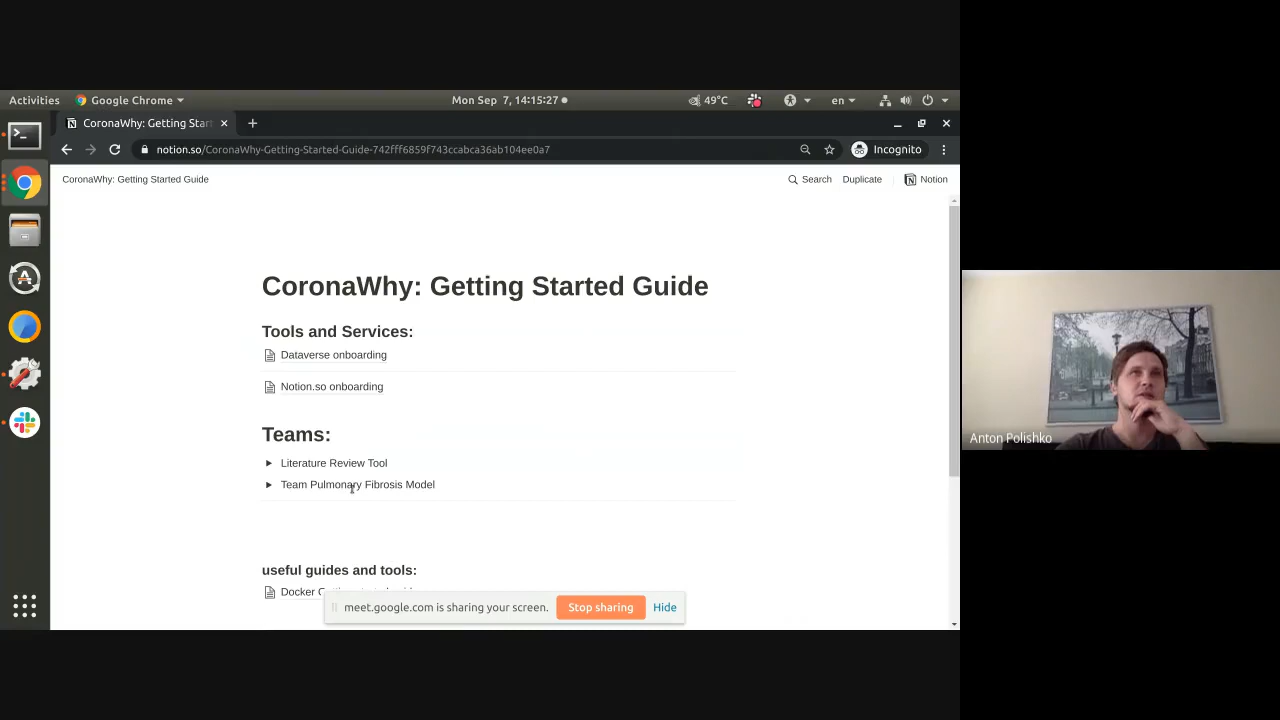 Activities
Google Chrome
Mon Sep 7, 14:15:27
49°C
en
CoronaWhy: Getting Star
notion.so/CoronaWhy-Getting-Started-Guide-742fff6859f743ccabca36ab104ee0a7
Incognito
CoronaWhy: Getting Started Guide
Search
Duplicate
Notion
CoronaWhy: Getting Started Guide
Tools and Services:
Dataverse onboarding
Notion.so onboarding
Teams:
Literature Review Tool
Team Pulmonary Fibrosis Model
useful guides and tools:
Docker
meet.google.com is sharing your screen.
Stop sharing
Hide
Anton Polishko